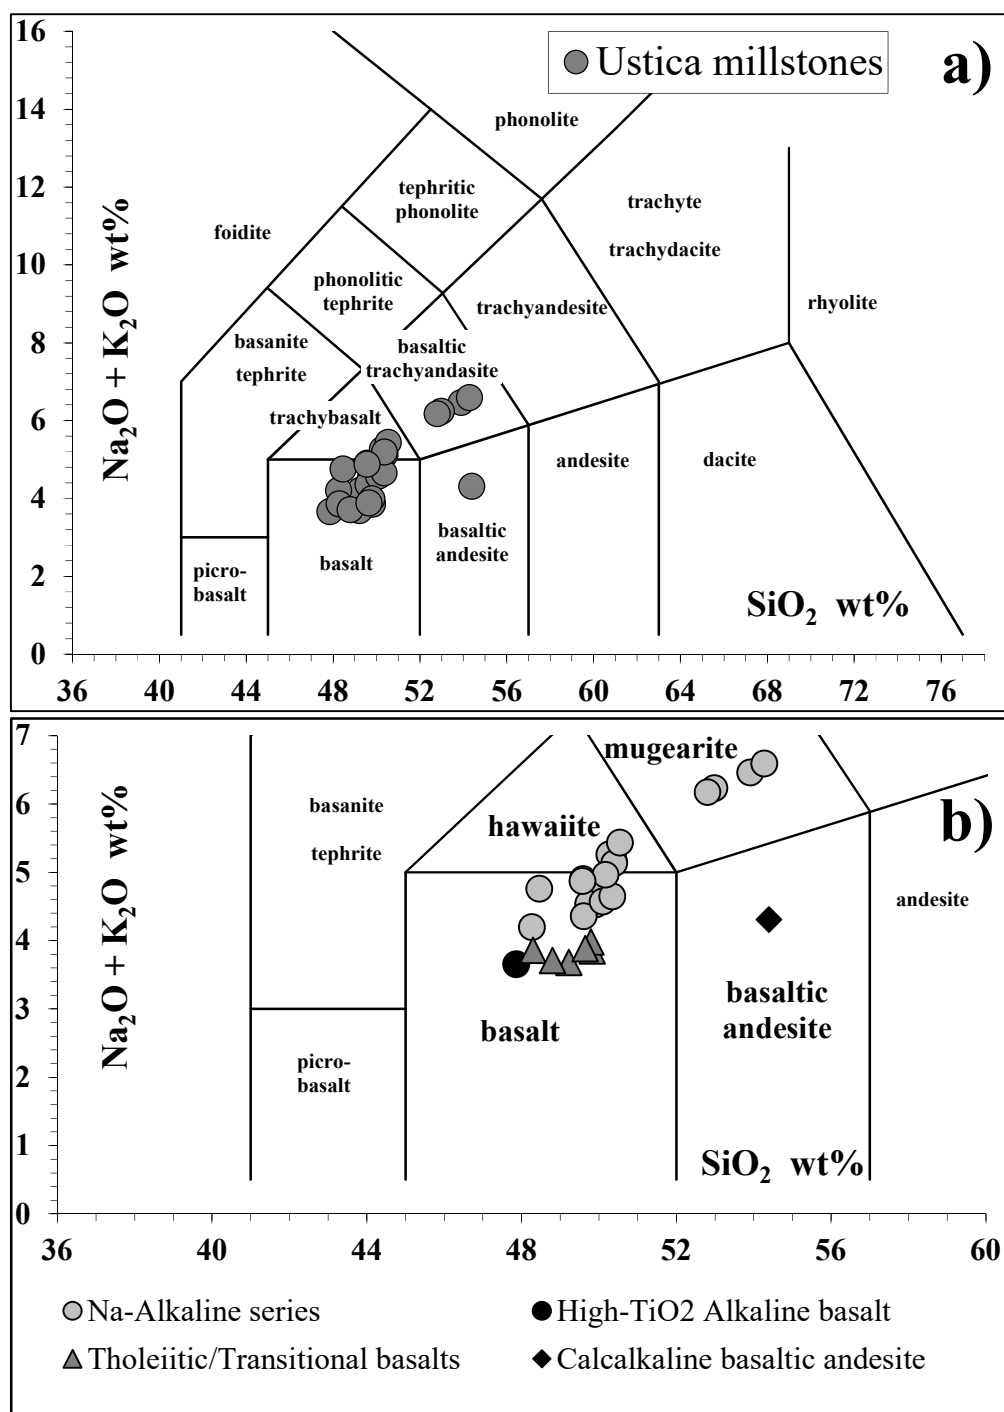 a)
Ustica millstones
16
14
12
10
8
6
4
2
0
Na₂O + K₂O wt%
phonolite
tephritic
phonolite
trachyte
trachydacite
foidite
phonolitic
tephrite
trachyandesite
rhyolite
basanite
tephrite
basaltic
trachyandasite
trachybasalt
andesite
dacite
basaltic
andesite
basalt
picro-
basalt
SiO₂ wt%
36 40 44 48 52 56 60 64 68 72 76
b)
7
6
5
4
3
2
1
0
Na₂O + K₂O wt%
mugearite
basanite
tephrite
hawaiite
andesite
basaltic
andesite
basalt
picro-
basalt
SiO₂ wt%
36 40 44 48 52 56 60
Na-Alkaline series
High-TiO2 Alkaline basalt
Tholeiitic/Transitional basalts
Calcalkaline basaltic andesite